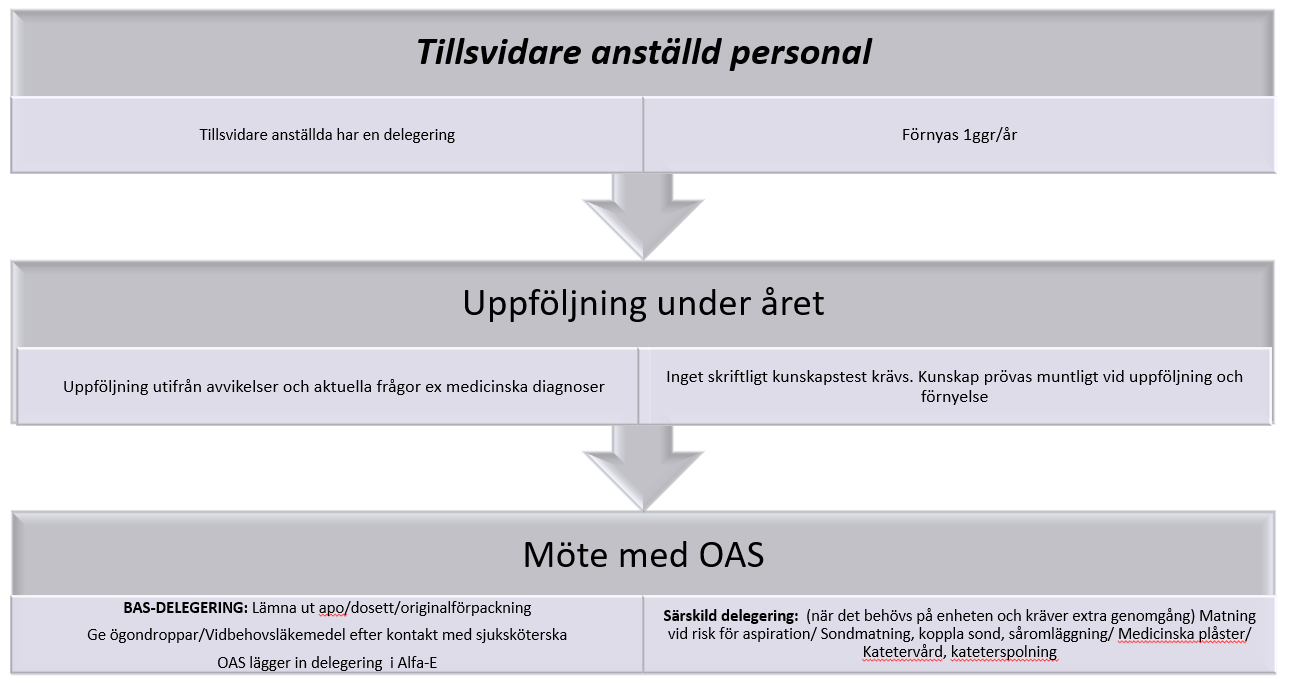 Tillsvidare anställd personal
Tillsvidare anställda har en delegering
Förnyas 1ggr/år
Uppföljning under året
Uppföljning utifrån avvikelser och aktuella frågor ex medicinska diagnoser
Inget skriftligt kunskapstest krävs. Kunskap prövas muntligt vid uppföljning och
förnyelse
Möte med OAS
BAS-DELEGERING: Lämna ut apo/dosett/originalförpackning
Ge ögondroppar/Vidbehovsläkemedel efter kontakt med sjuksköterska
OAS lägger in delegering i Alfa-E
Särskild delegering: (när det behövs på enheten och kräver extra genomgång) Matning
vid risk för aspiration/ Sondmatning, koppla sond, såromläggning/ Medicinska plåster/
Katetervård, kateterspolning